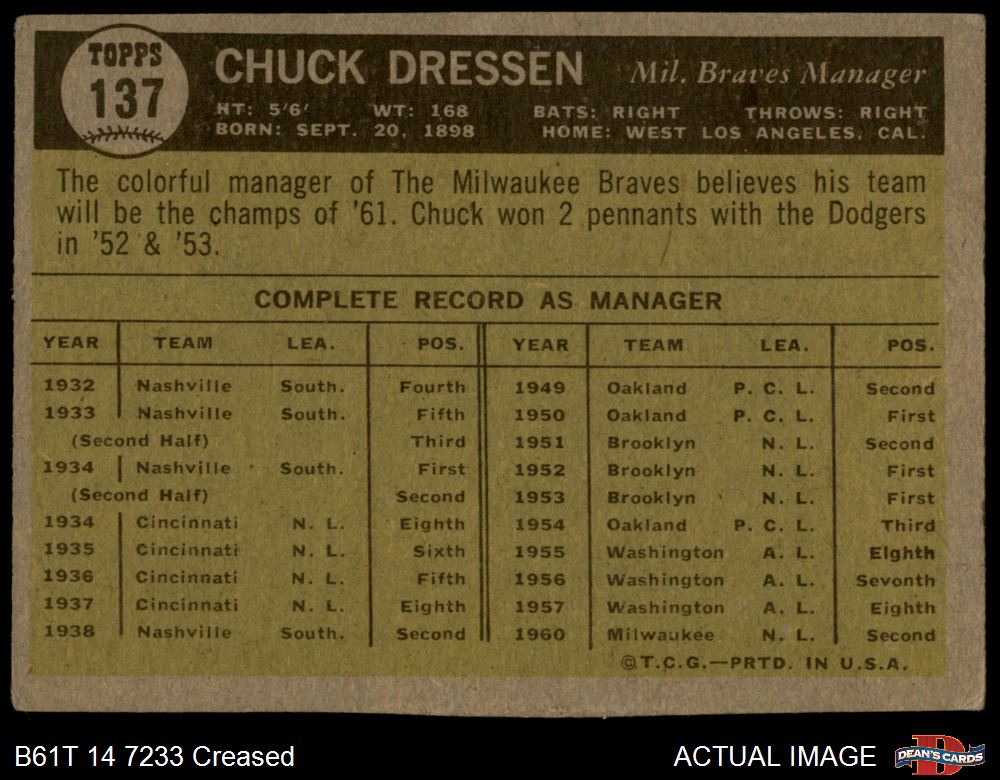 TOPPS
137
CHUCK DRESSEN Mil. Braves Manager
HT: 5'6' WT: 168 BATS: RIGHT THROWS: RIGHT
BORN: SEPT. 20, 1898 HOME: WEST LOS ANGELES, CAL.
The colorful manager of The Milwaukee Braves believes his team
will be the champs of '61. Chuck won 2 pennants with the Dodgers
in '52 & '53.
COMPLETE RECORD AS MANAGER
YEAR TEAM LEA. POS. YEAR TEAM LEA. POS.
1932 Nashville South. Fourth 1949 Oakland P. C. L. Second
1933 Nashville South. Fifth 1950 Oakland P. C. L. First
(Second Half) Third 1951 Brooklyn N. L. Second
1934 Nashville South. First 1952 Brooklyn N. L. First
(Second Half) Second 1953 Brooklyn N. L. First
1934 Cincinnati N. L. Eighth 1954 Oakland P. C. L. Third
1935 Cincinnati N. L. Sixth 1955 Washington A. L. Eighth
1936 Cincinnati N. L. Fifth 1956 Washington A. L. Sevonth
1937 Cincinnati N. L. Eighth 1957 Washington A. L. Eighth
1938 Nashville South. Second 1960 Milwaukee N. L. Second
©T.C.G.—PRTD. IN U.S.A.
B61T 14 7233 Creased ACTUAL IMAGE DEAN'S CARDS